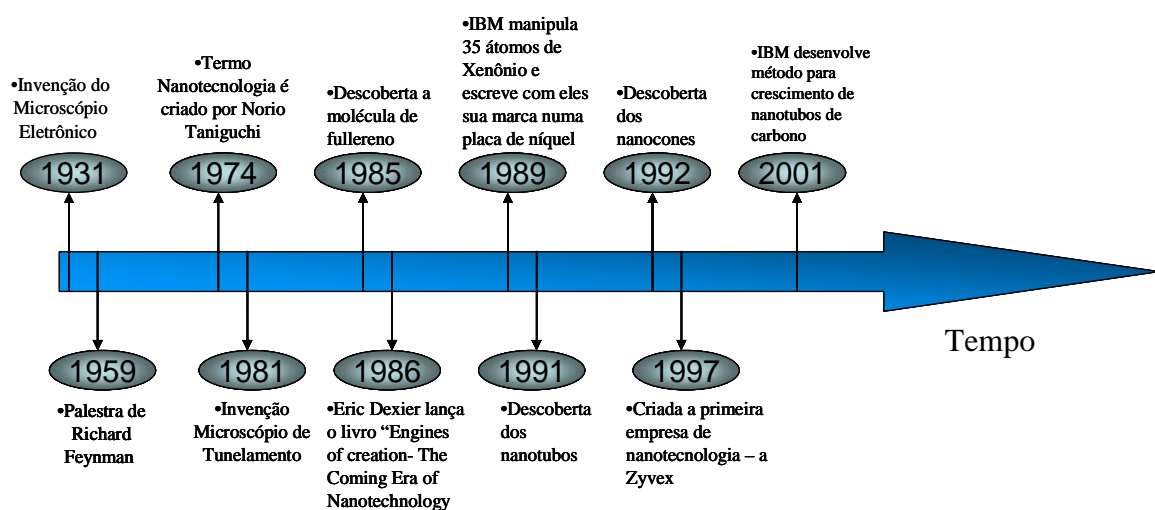 •Invenção do
Microscópio
Eletrônico
1931
•Termo
Nanotecnologia é
criado por Norio
Taniguchi
1974
•Descoberta a
molécula de
fullereno
1985
•IBM manipula
35 átomos de
Xenônio e
escreve com eles
sua marca numa
placa de níquel
1989
•Descoberta
dos
nanocones
1992
•IBM desenvolve
método para
crescimento de
nanotubos de
carbono
2001
Tempo
1959
•Palestra de
Richard
Feynman
1981
•Invenção
Microscópio de
Tunelamento
1986
•Eric Dexier lança
o livro “Engines
of creation- The
Coming Era of
Nanotechnology
1991
•Descoberta
dos
nanotubos
1997
•Criada a primeira
empresa de
nanotecnologia – a
Zyvex